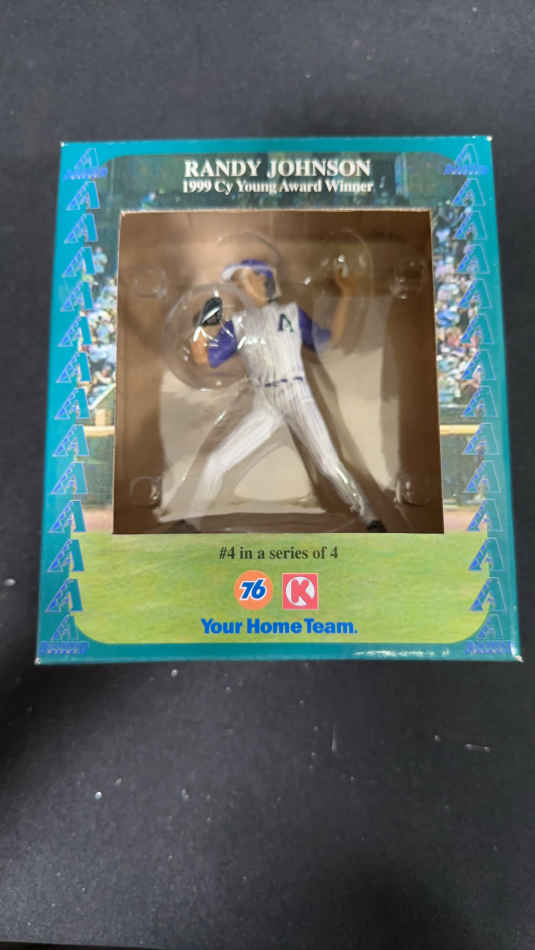 RANDY JOHNSON
1999 Cy Young Award Winner
A
#4 in a series of 4
76 K
Your Home Team.